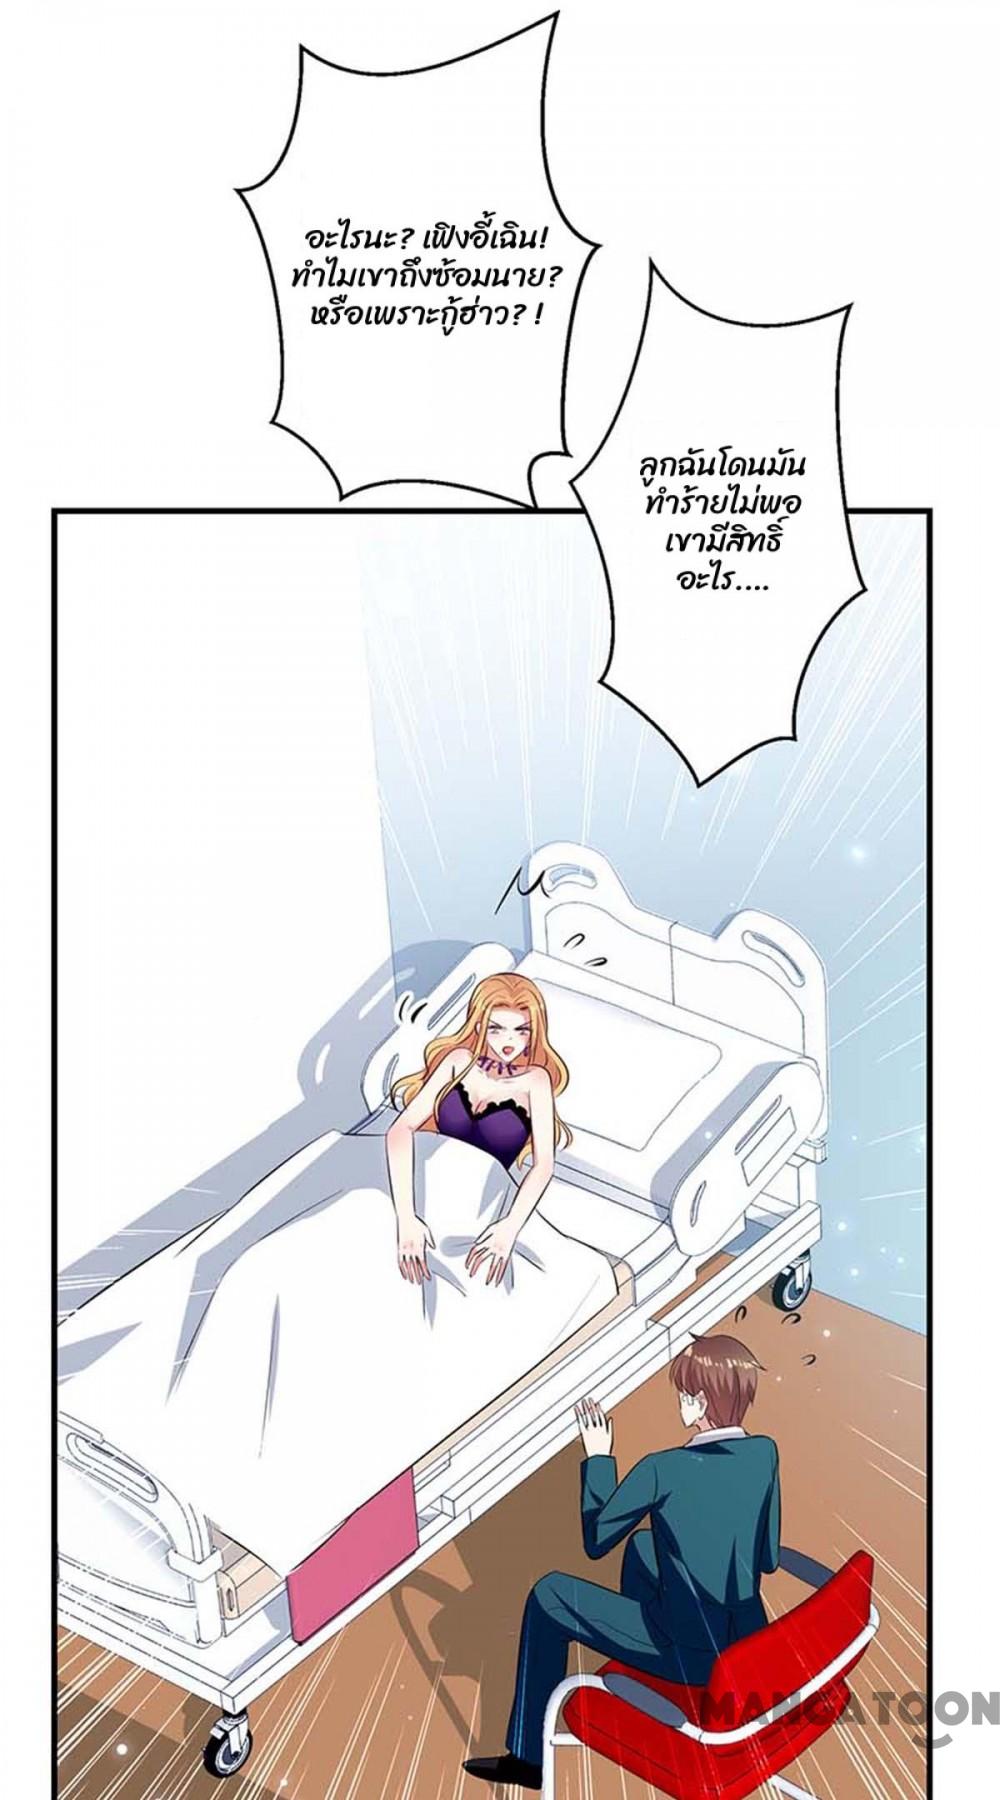 อะไรนะ? เฟิงอี้เฉิน!
ทำไมเขาถึงซ้อมนาย?
หรือเพราะกู้ฮ่าว?!
ลูกฉันโดนมัน
ทำร้ายไม่พอ
เขามีสิทธิ์
อะไร....
MANGATOON